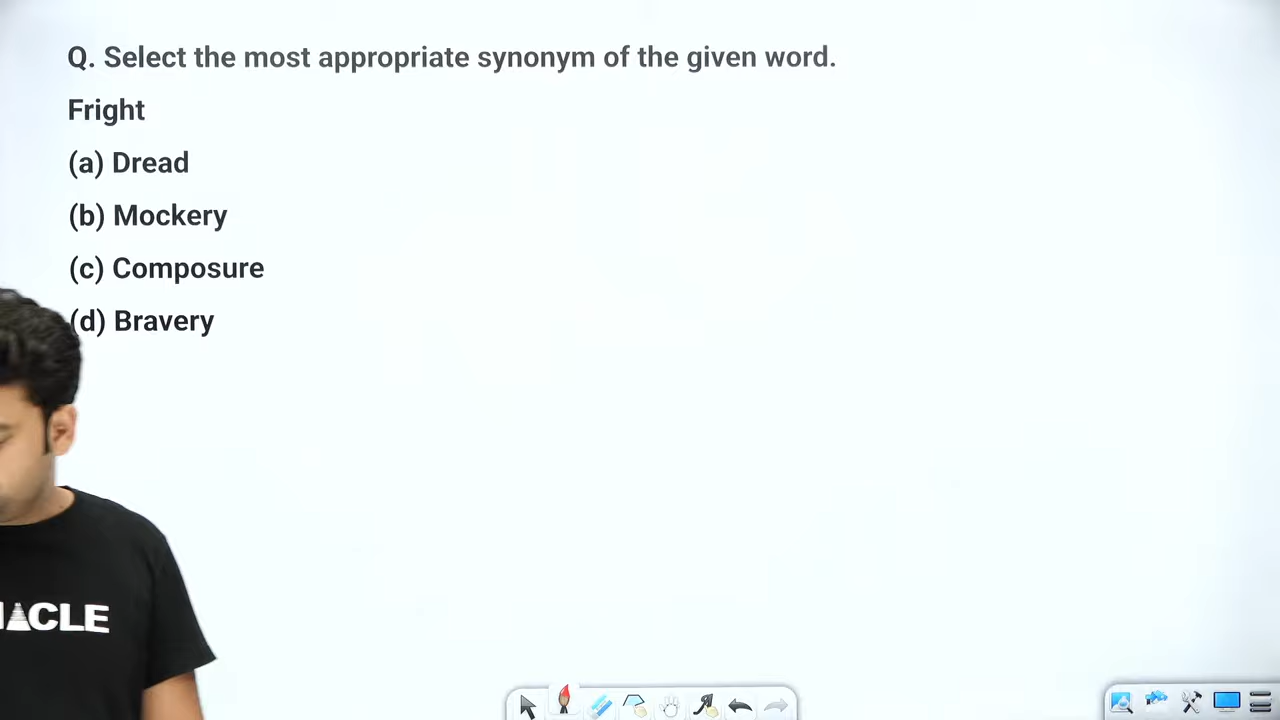 Q. Select the most appropriate synonym of the given word.
Fright
(a) Dread
(b) Mockery
(c) Composure
(d) Bravery
ACLE